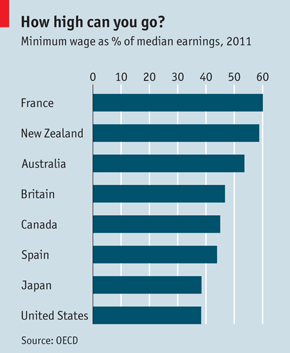 How high can you go?
Minimum wage as % of median earnings, 2011
0 10 20 30 40 50 60
France
New Zealand
Australia
Britain
Canada
Spain
Japan
United States
Source: OECD